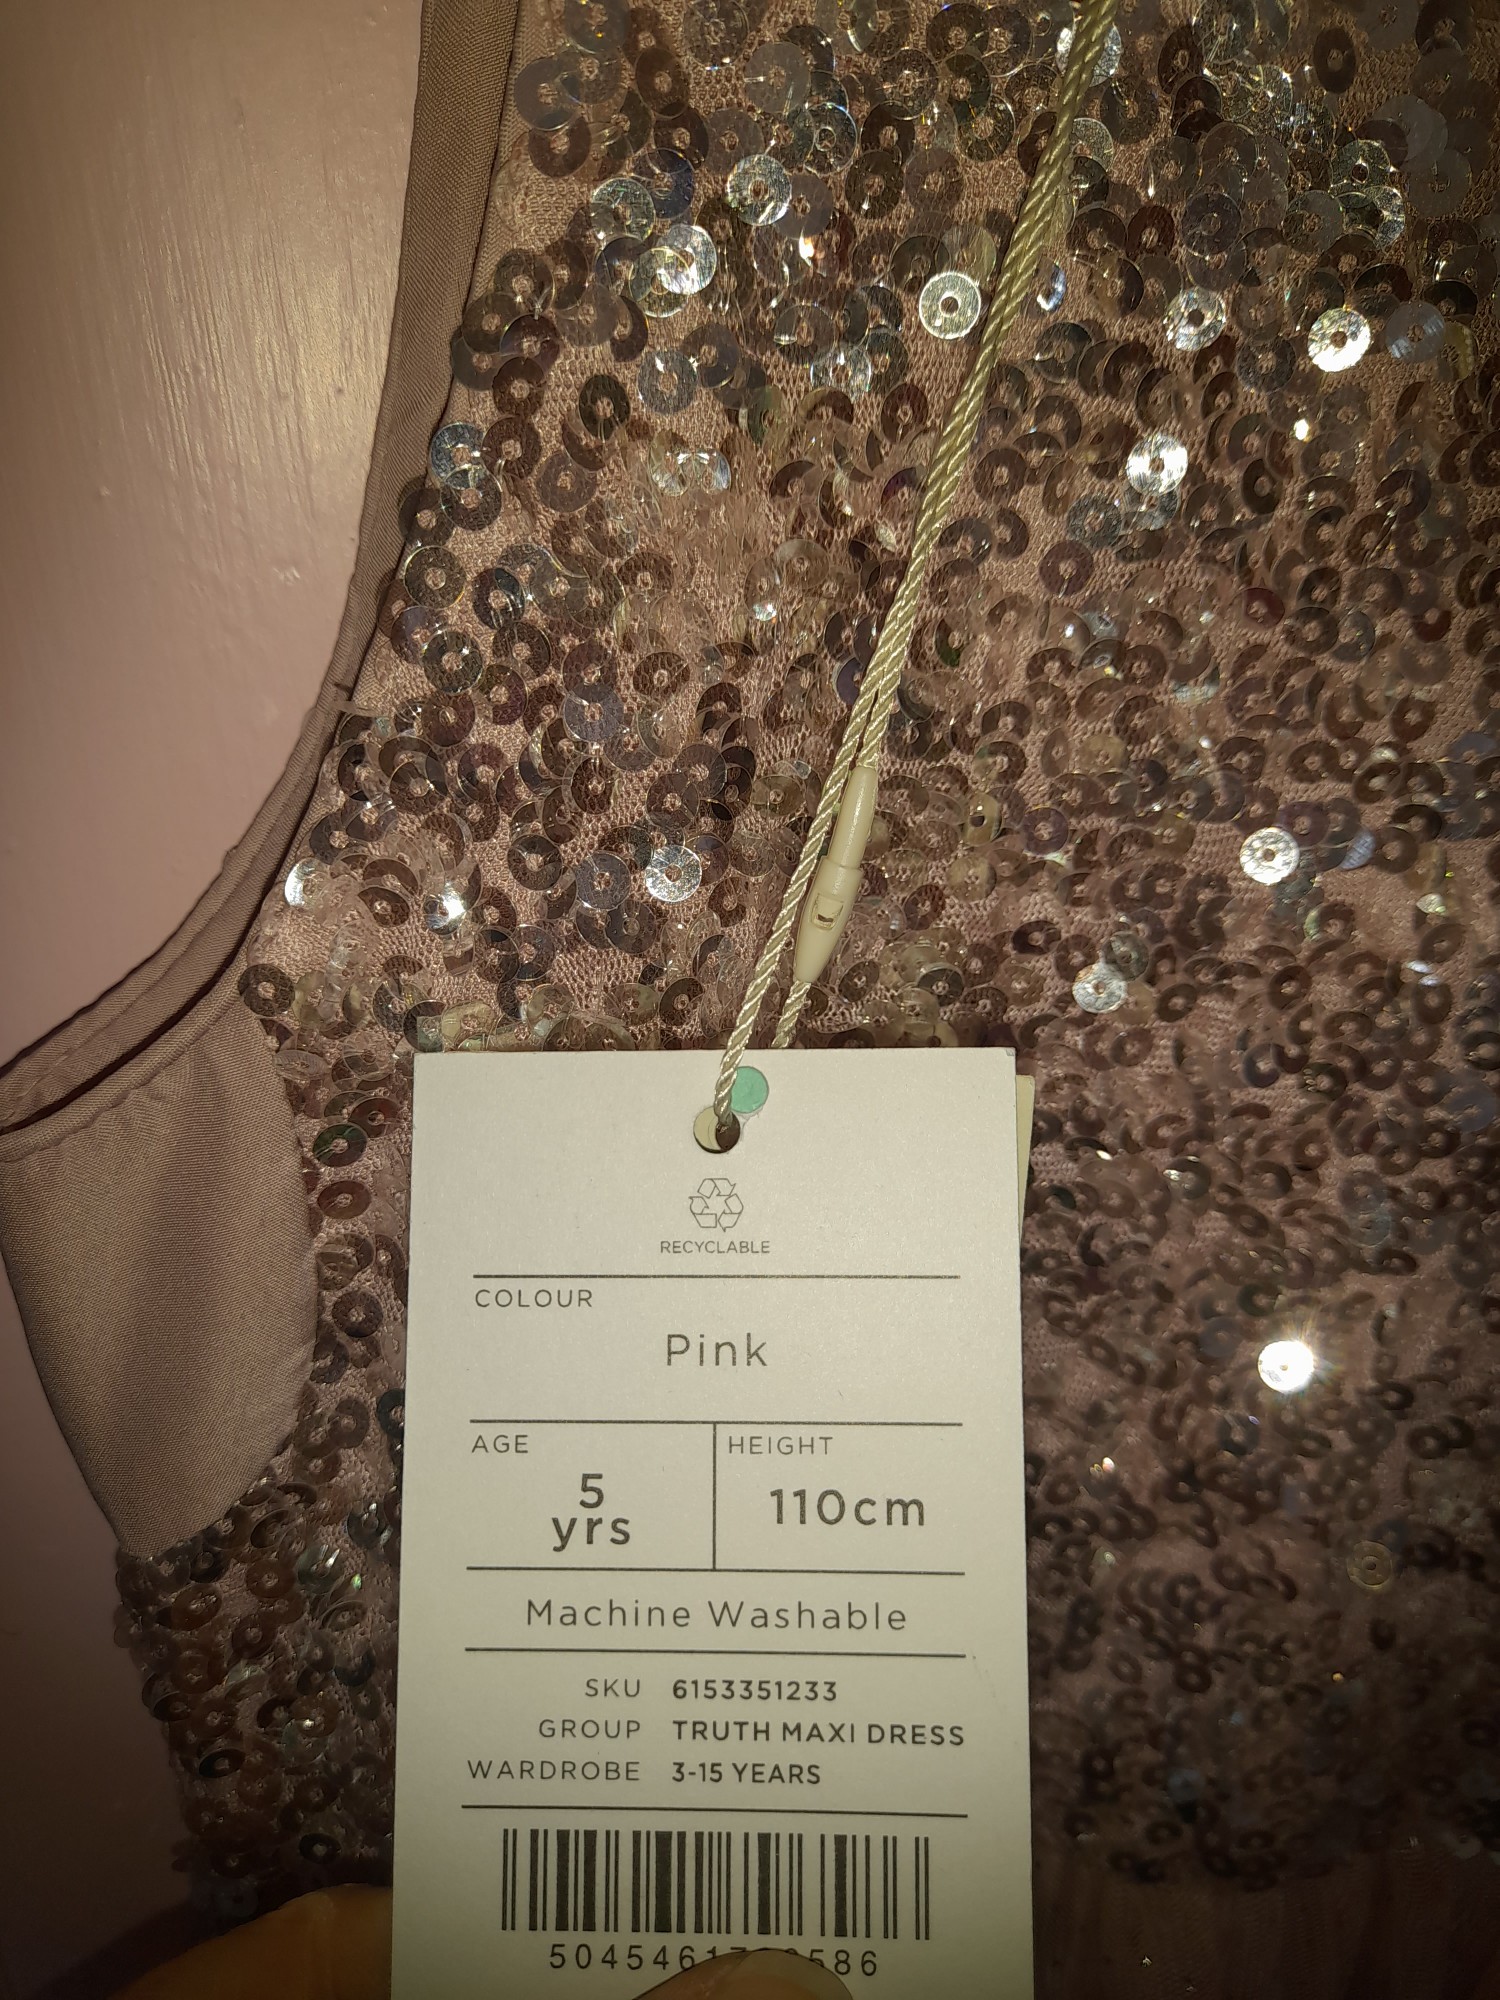 RECYCLABLE
COLOUR
Pink
AGE
5
yrs
HEIGHT
110cm
Machine Washable
SKU 6153351233
GROUP TRUTH MAXI DRESS
WARDROBE 3-15 YEARS